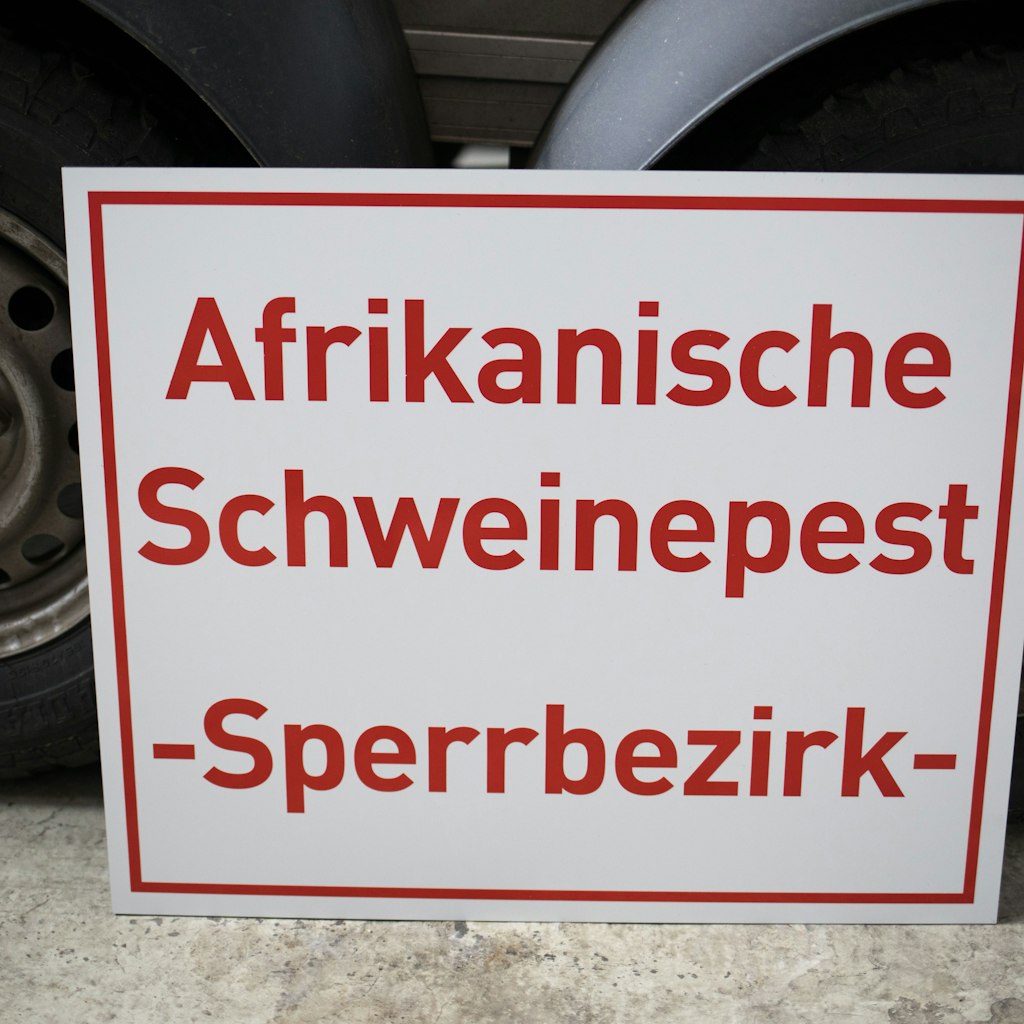 Afrikanische
Schweinepest
-Sperrbezirk-